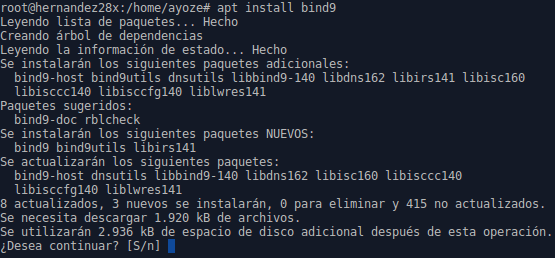 root@hernandez28x:/home/ayoze# apt install bind9
Leyendo lista de paquetes... Hecho
Creando árbol de dependencias
Leyendo la información de estado... Hecho
Se instalarán los siguientes paquetes adicionales:
bind9-host bind9utils dnsutils libbind9-140 libdns162 libirs141 libisc160
libisccc140 libisccfg140 liblwres141
Paquetes sugeridos:
bind9-doc rblcheck
Se instalarán los siguientes paquetes NUEVOS:
bind9 bind9utils libirs141
Se actualizarán los siguientes paquetes:
bind9-host dnsutils libbind9-140 libdns162 libisc160 libisccc140
libisccfg140 liblwres141
8 actualizados, 3 nuevos se instalarán, 0 para eliminar y 415 no actualizados.
Se necesita descargar 1.920 kB de archivos.
Se utilizarán 2.936 kB de espacio de disco adicional después de esta operación.
¿Desea continuar? [S/n]